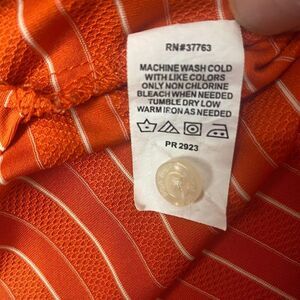 RN#37763
MACHINE WASH COLD
WITH LIKE COLORS
ONLY NON CHLORINE
BLEACH WHEN NEEDED
TUMBLE DRY LOW
WARM IRON AS NEEDED
PR 2923